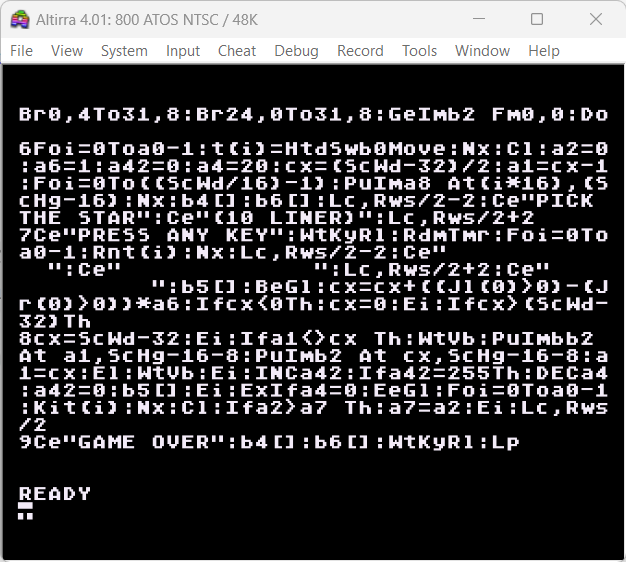 Altirra 4.01: 800 ATOS NTSC / 48K
File View System Input Cheat Debug Record Tools Window Help
Br0,4To31,8:Br24,0To31,8:GeImb2 Fm0,0:Do
6Foi=0Toa0-1:t(i)=HtdSwb0Move:Nx:Cl:a2=0
:a6=1:a42=0:a4=20:cx=(ScWd-32)/2:a1=cx-1
:Foi=0To((ScWd/16)-1):PuIma8 At(i*16),(S
cHg-16):Nx:b4[]:b6[]:Lc,Rws/2-2:Ce"PICK
THE STAR":Ce"(10 LINER)":Lc,Rws/2+2
7Ce"PRESS ANY KEY":WtKyRl:RdmTmr:Foi=0To
a0-1:Rnt(i):Nx:Lc,Rws/2-2:Ce"
":Ce" ":Lc,Rws/2+2:Ce"
":b5[]:BeGl:cx=cx+((Jl(0)>0)-(J
r(0)>0))*a6:Ifcx<0Th:cx=0:Ei:Ifcx>(ScWd-
32)Th
8cx=ScWd-32:Ei:Ifa1<>cx Th:WtVb:PuImbb2
At a1,ScHg-16-8:PuImb2 At cx,ScHg-16-8:a
1=cx:El:WtVb:Ei:INCa42:Ifa42=255Th:DECa4
:a42=0:b5[]:Ei:ExIfa4=0:EeGl:Foi=0Toa0-1
:Kit(i):Nx:Cl:Ifa2>a7 Th:a7=a2:Ei:Lc,Rws
/2
9Ce"GAME OVER":b4[]:b6[]:WtKyRl:Lp
READY